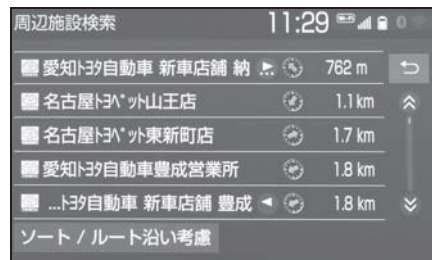 周辺施設検索 11:29
愛知トヨタ自動車 新車店舗 納 762 m
名古屋トヨペット山王店 1.1 km
名古屋トヨペット東新町店 1.7 km
愛知トヨタ自動車豊成営業所 1.8 km
...トヨタ自動車 新車店舗 豊成 1.8 km
ソート / ルート沿い考慮